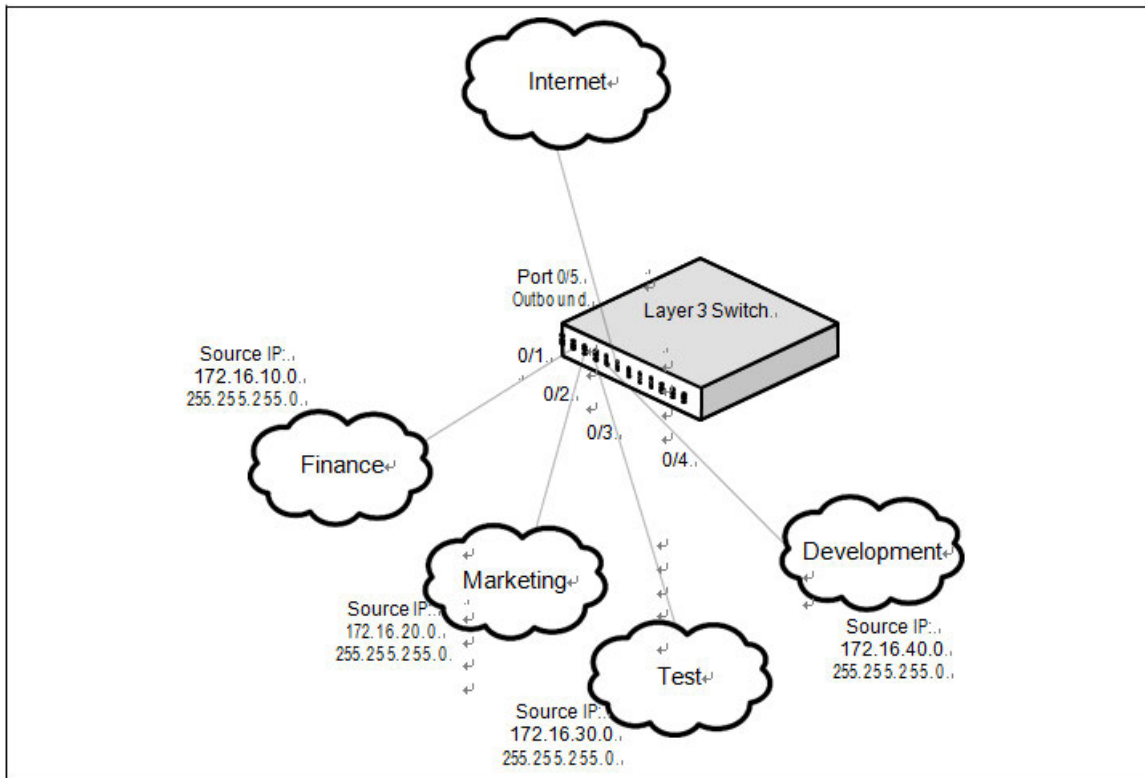 Internet
Port 0/5.
Outbound.
Layer 3 Switch.
0/1.
0/2.
0/3.
0/4.
Source IP:.
172.16.10.0.
255.255.255.0.
Finance
Marketing
Source IP:.
172.16.20.0.
255.255.255.0.
Test
Source IP:.
172.16.30.0.
255.255.255.0.
Development
Source IP:.
172.16.40.0.
255.255.255.0.